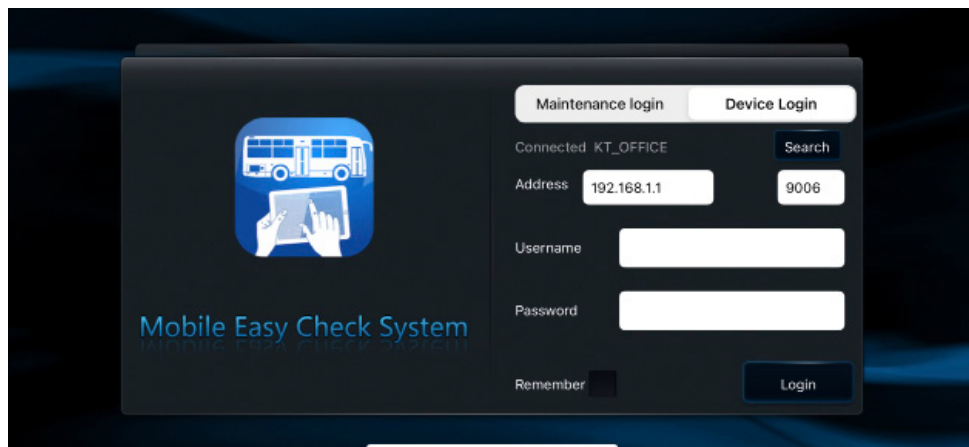 Maintenance login Device Login
Connected KT_OFFICE Search
Address 192.168.1.1 9006
Username
Password
Mobile Easy Check System
Remember Login